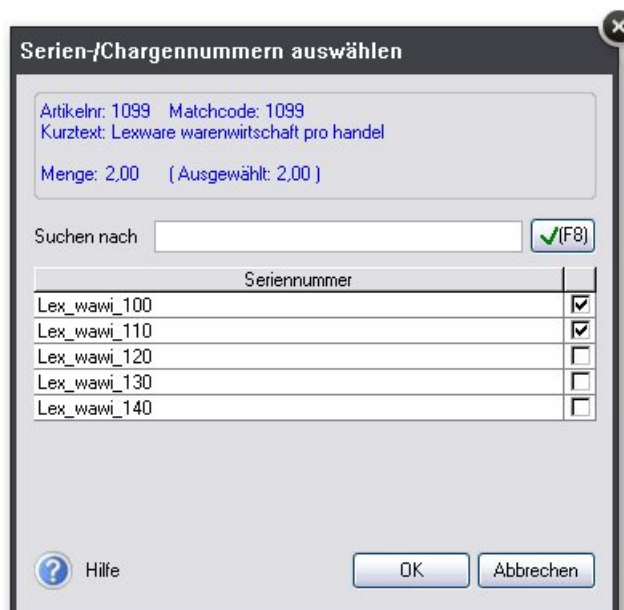 Serien-/Chargennummern auswählen
Artikelnr: 1099 Matchcode: 1099
Kurztext: Lexware warenwirtschaft pro handel
Menge: 2,00 ( Ausgewählt: 2,00 )
Suchen nach
(F8)
Seriennummer
Lex_wawi_100
Lex_wawi_110
Lex_wawi_120
Lex_wawi_130
Lex_wawi_140
? Hilfe OK Abbrechen